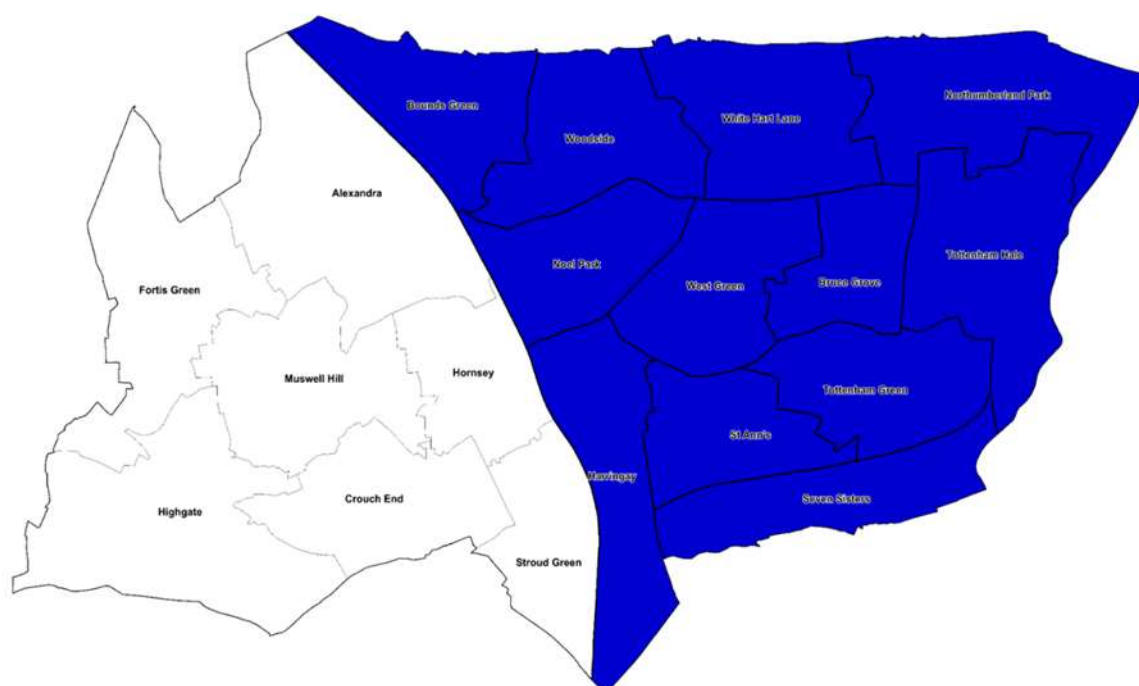 Bounds Green
Northumberland Park
White Hart Lane
Woodside
Alexandra
Noel Park
Tottenham Hale
Fortis Green
West Green
Bruce Grove
Hornsey
Muswell Hill
Tottenham Green
St Ann's
Harringay
Crouch End
Seven Sisters
Highgate
Stroud Green